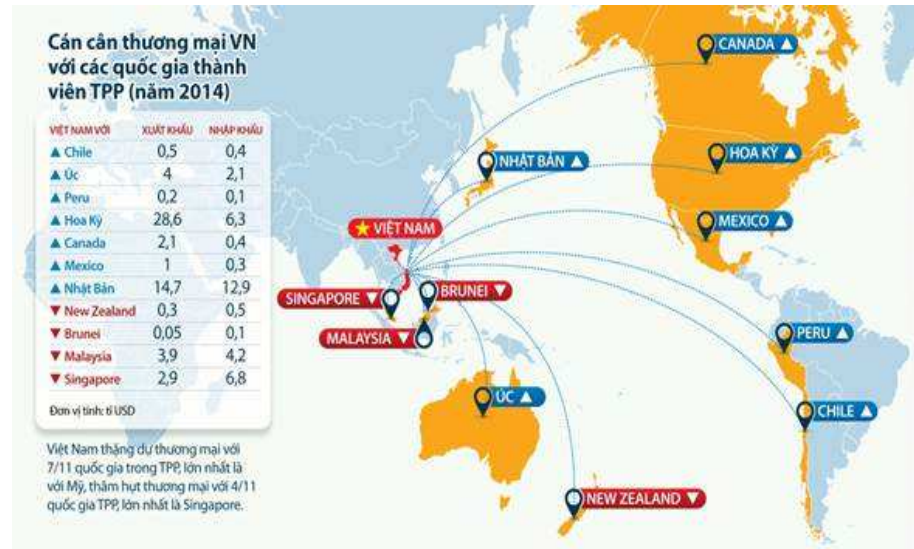 Cán cân thương mại VN
với các quốc gia thành
viên TPP (năm 2014)
VIỆT NAM VỚI XUẤT KHẨU NHẬP KHẨU
▲ Chile 0,5 0,4
▲ Úc 4 2,1
▲ Peru 0,2 0,1
▲ Hoa Kỳ 28,6 6,3
▲ Canada 2,1 0,4
▲ Mexico 1 0,3
▲ Nhật Bản 14,7 12,9
▼ New Zealand 0,3 0,5
▼ Brunei 0,05 0,1
▼ Malaysia 3,9 4,2
▼ Singapore 2,9 6,8
Đơn vị tính: tỉ USD
Việt Nam thặng dư thương mại với
7/11 quốc gia trong TPP, lớn nhất là
với Mỹ, thâm hụt thương mại với 4/11
quốc gia TPP, lớn nhất là Singapore.
CANADA ▲
NHẬT BẢN ▲
HOA KỲ ▲
VIỆT NAM
MEXICO ▲
SINGAPORE ▼
BRUNEI ▼
MALAYSIA ▼
PERU ▲
ÚC ▲
CHILE ▲
NEW ZEALAND ▼